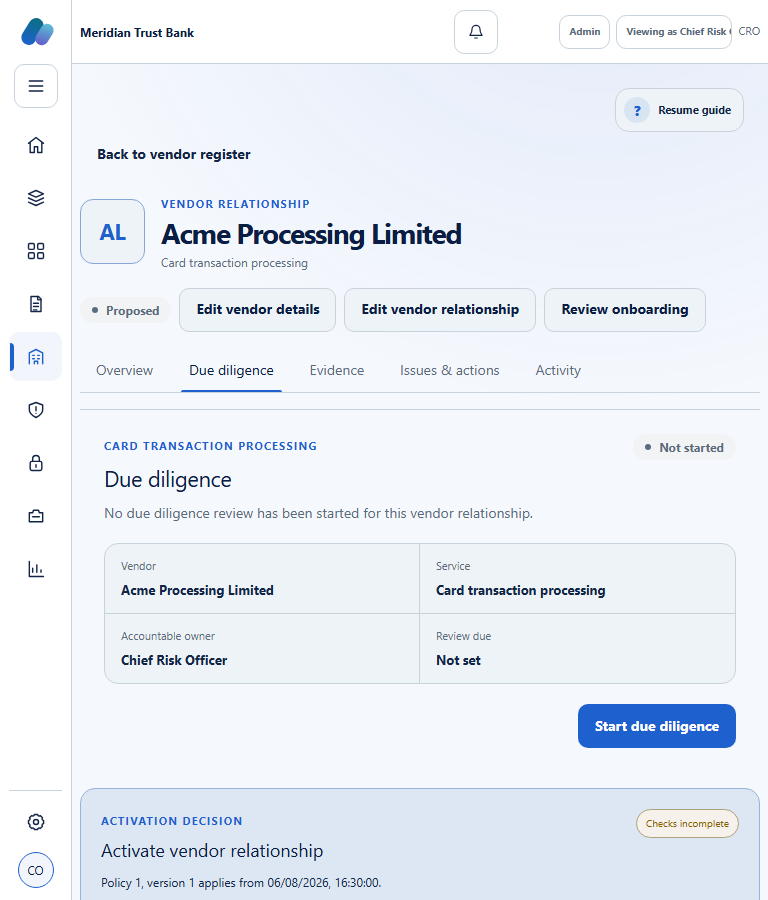 Meridian Trust Bank
Admin
Viewing as Chief Risk
CRO
? Resume guide
Back to vendor register
AL
VENDOR RELATIONSHIP
Acme Processing Limited
Card transaction processing
Proposed
Edit vendor details
Edit vendor relationship
Review onboarding
Overview
Due diligence
Evidence
Issues & actions
Activity
CARD TRANSACTION PROCESSING
Not started
Due diligence
No due diligence review has been started for this vendor relationship.
Vendor
Acme Processing Limited
Service
Card transaction processing
Accountable owner
Chief Risk Officer
Review due
Not set
Start due diligence
ACTIVATION DECISION
Checks incomplete
Activate vendor relationship
Policy 1, version 1 applies from 06/08/2026, 16:30:00.
CO